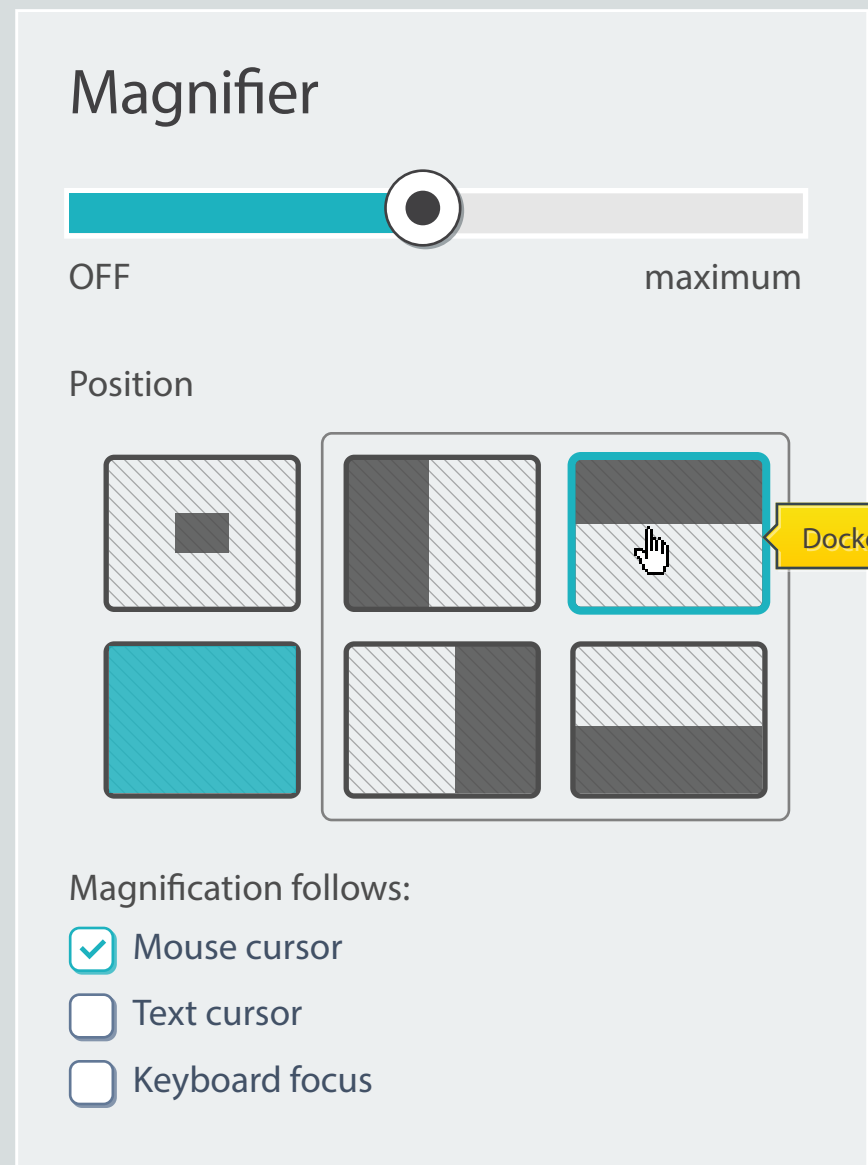 Magnifier
OFF
maximum
Position
Magnification follows:
Mouse cursor
Text cursor
Keyboard focus